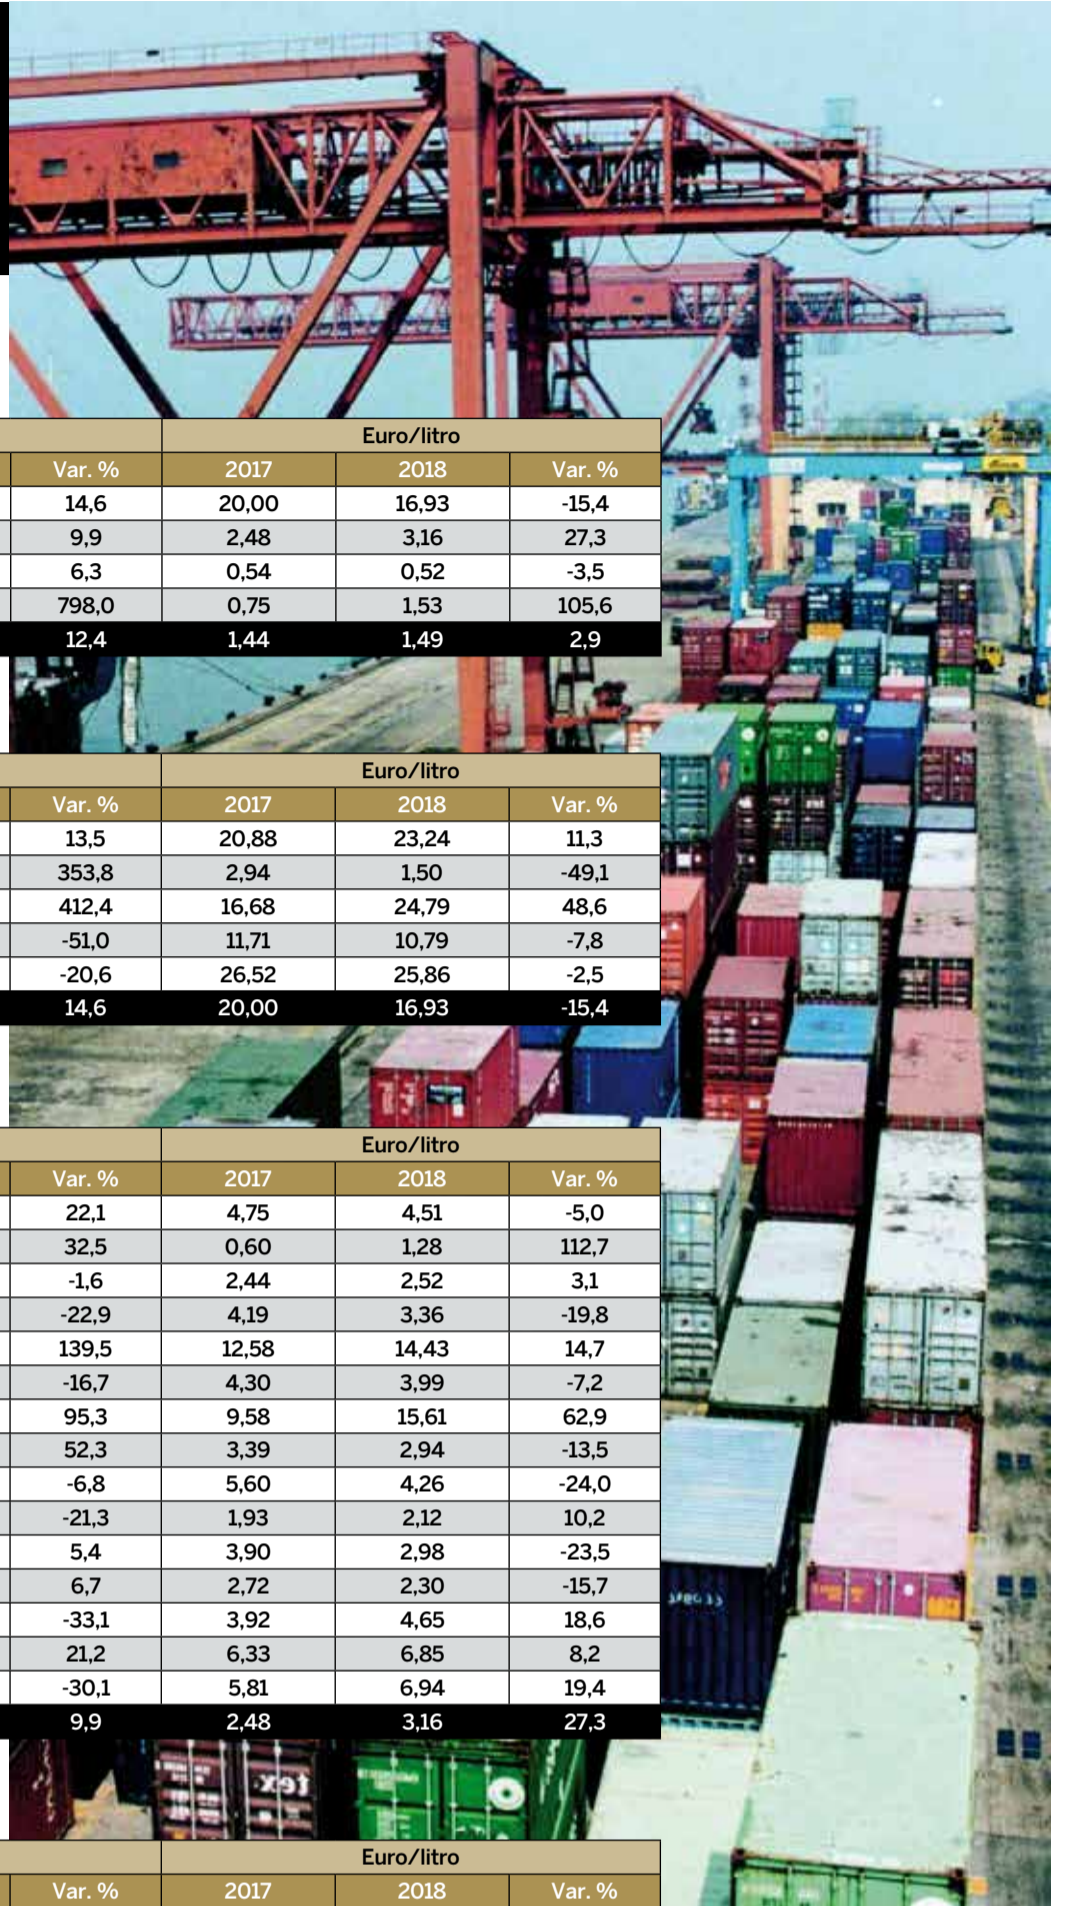 Euro/litro
Var. % 2017 2018 Var. %
14,6 20,00 16,93 -15,4
9,9 2,48 3,16 27,3
6,3 0,54 0,52 -3,5
798,0 0,75 1,53 105,6
12,4 1,44 1,49 2,9
Euro/litro
Var. % 2017 2018 Var. %
13,5 20,88 23,24 11,3
353,8 2,94 1,50 -49,1
412,4 16,68 24,79 48,6
-51,0 11,71 10,79 -7,8
-20,6 26,52 25,86 -2,5
14,6 20,00 16,93 -15,4
Euro/litro
Var. % 2017 2018 Var. %
22,1 4,75 4,51 -5,0
32,5 0,60 1,28 112,7
-1,6 2,44 2,52 3,1
-22,9 4,19 3,36 -19,8
139,5 12,58 14,43 14,7
-16,7 4,30 3,99 -7,2
95,3 9,58 15,61 62,9
52,3 3,39 2,94 -13,5
-6,8 5,60 4,26 -24,0
-21,3 1,93 2,12 10,2
5,4 3,90 2,98 -23,5
6,7 2,72 2,30 -15,7
-33,1 3,92 4,65 18,6
21,2 6,33 6,85 8,2
-30,1 5,81 6,94 19,4
9,9 2,48 3,16 27,3
Euro/litro
Var. % 2017 2018 Var. %